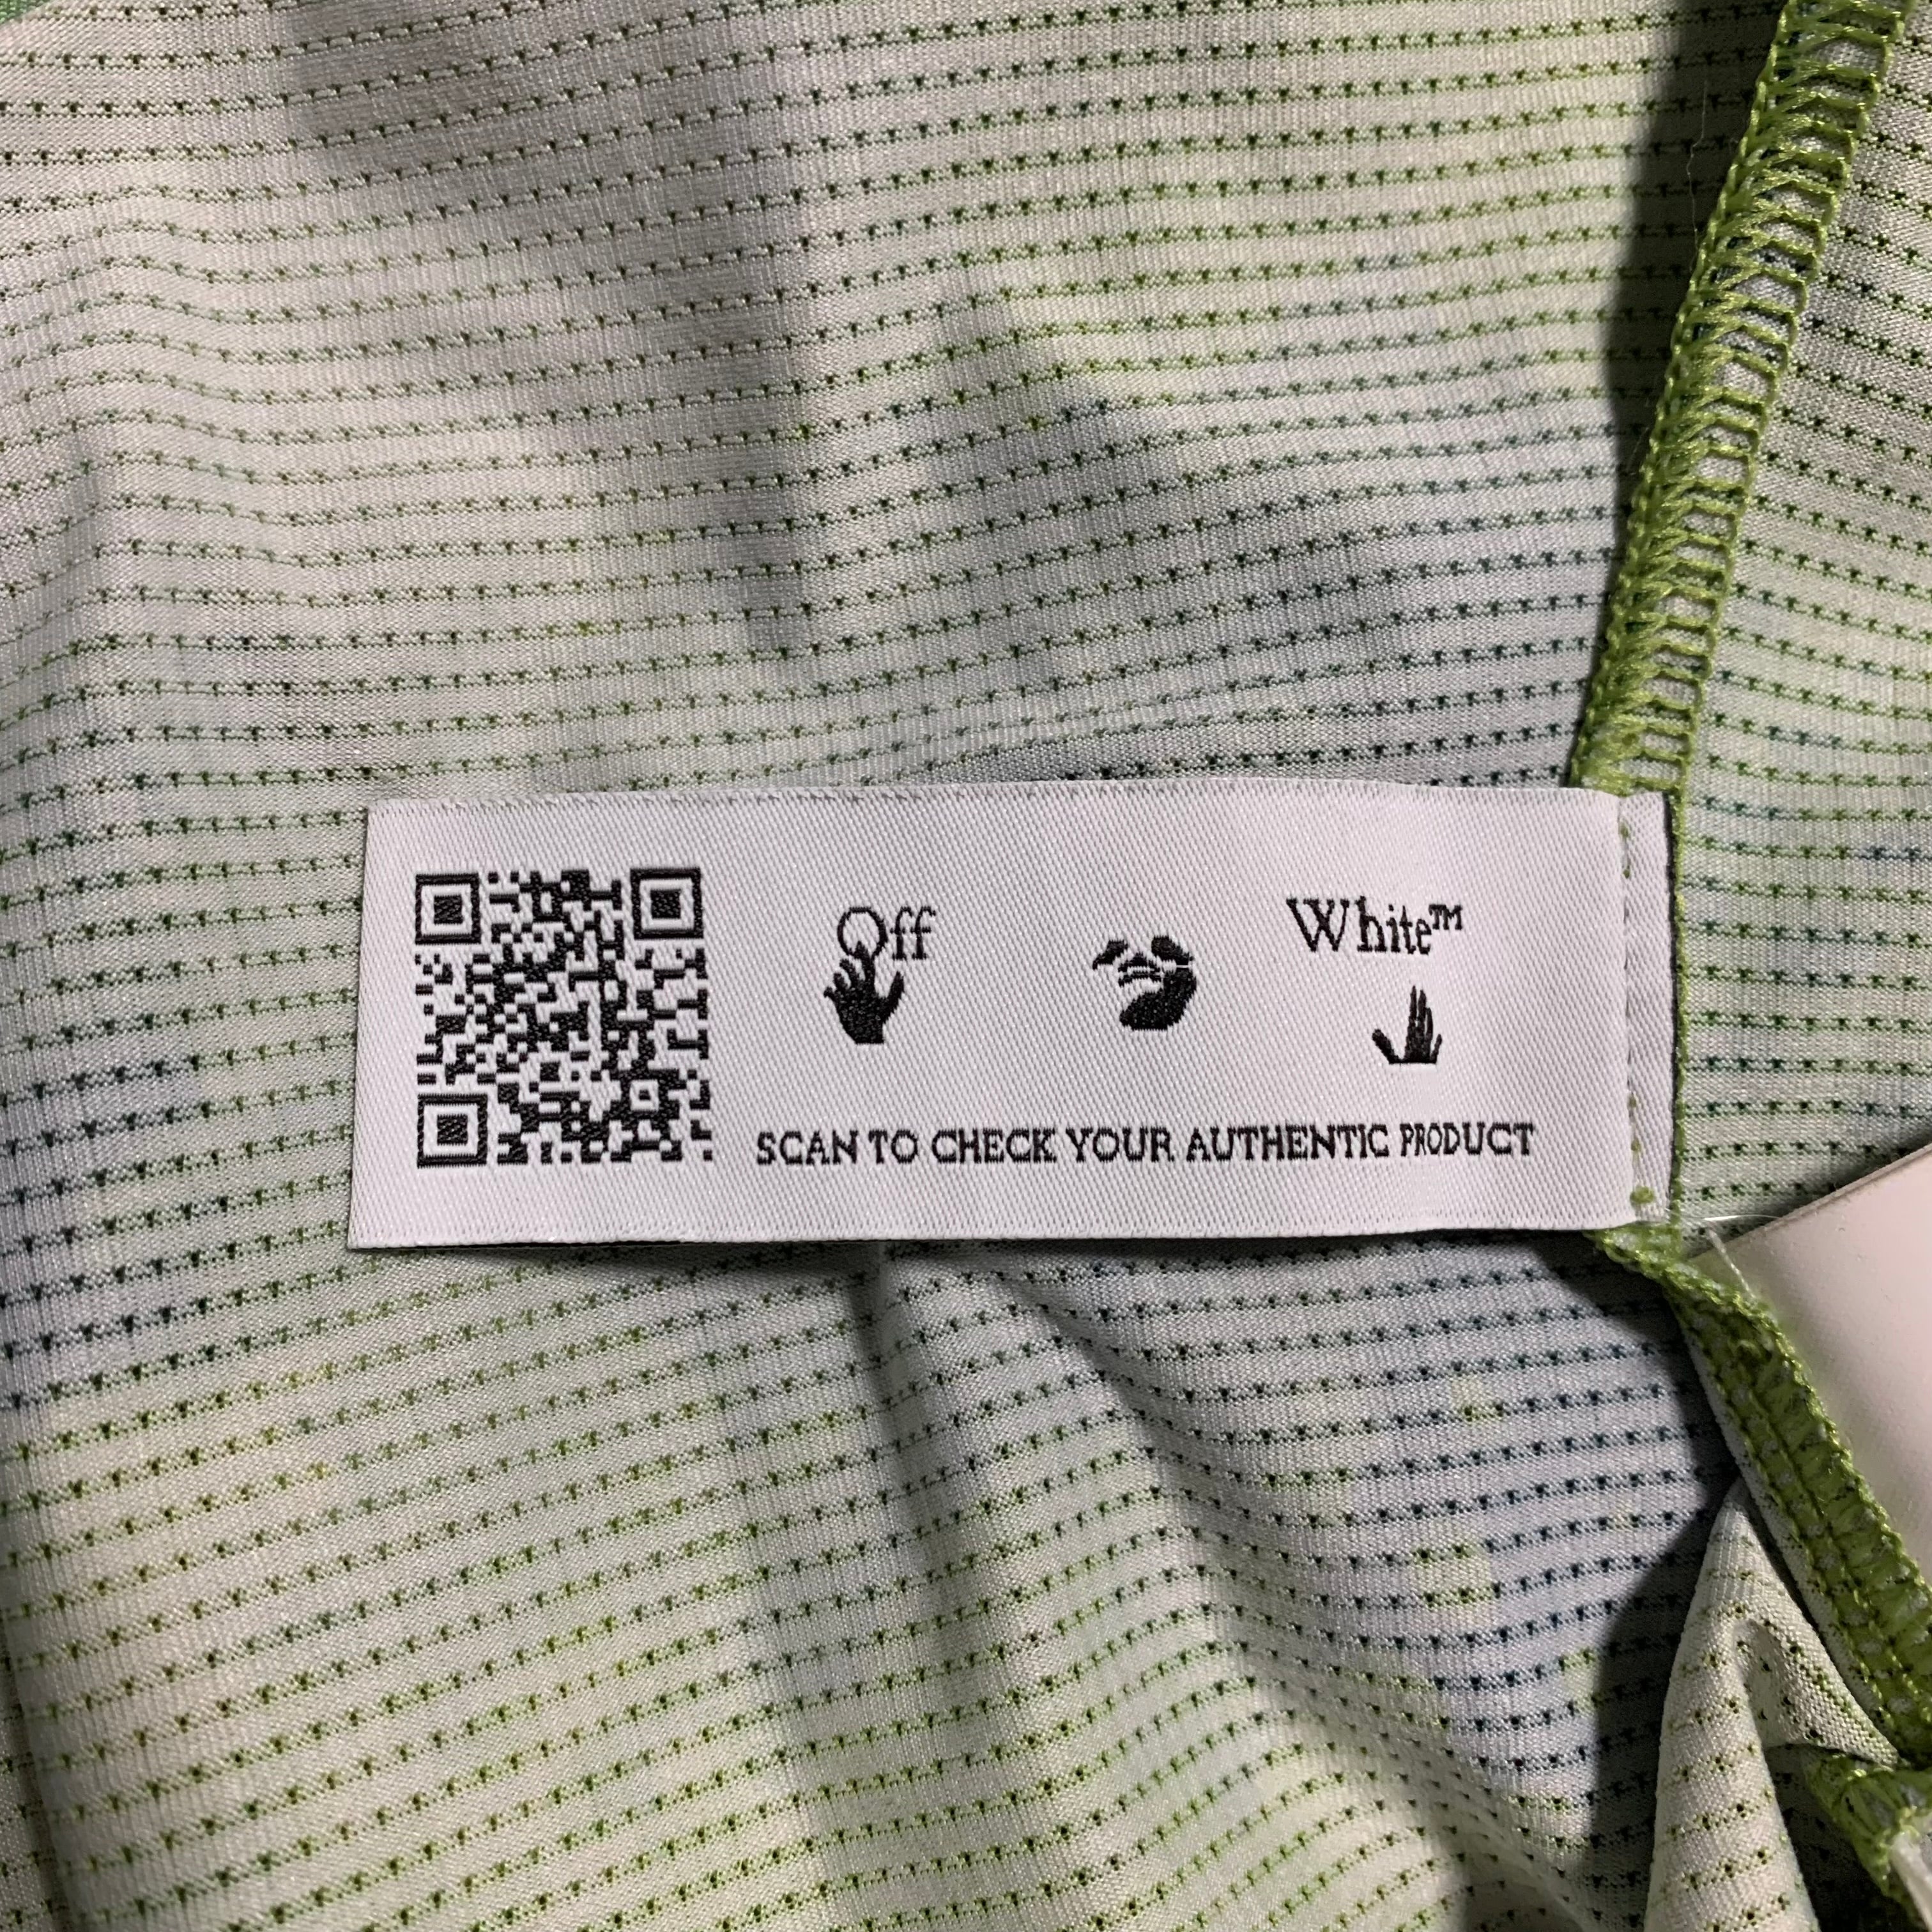 Off White™
SCAN TO CHECK YOUR AUTHENTIC PRODUCT